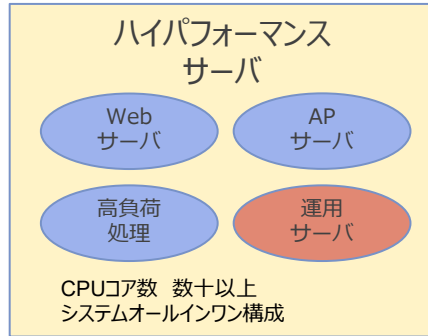 ハイパフォーマンス
サーバ
Web
サーバ
AP
サーバ
高負荷
処理
運用
サーバ
CPUコア数 数十以上
システムオールインワン構成